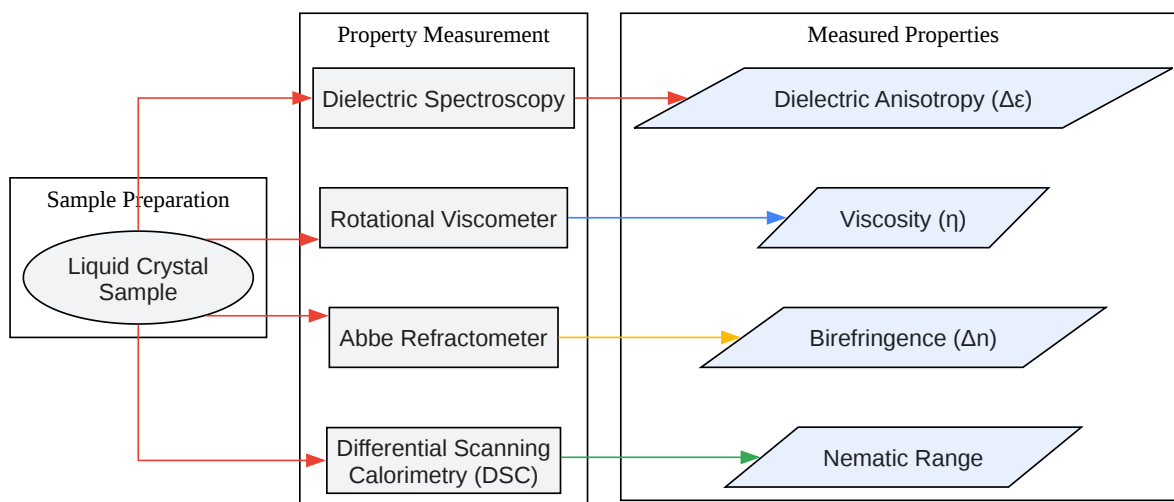 Property Measurement
Measured Properties
Dielectric Spectroscopy
Dielectric Anisotropy (Δε)
Sample Preparation
Rotational Viscometer
Viscosity (η)
Liquid Crystal
Sample
Abbe Refractometer
Birefringence (Δn)
Differential Scanning
Calorimetry (DSC)
Nematic Range